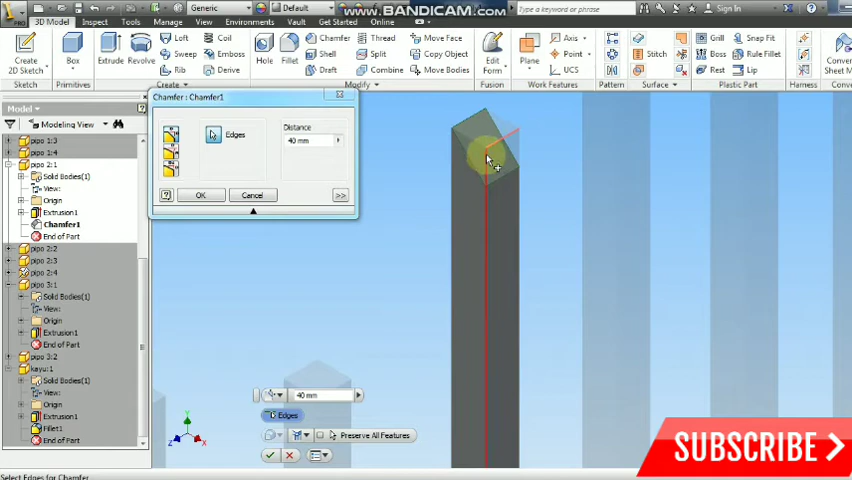 Generic
Default
WWW.BANDICAM.COM
Type a keyword or phrase
Sign In
PRO
3D Model
Inspect
Tools
Manage
View
Environments
Vault
Get Started
Online
Create 2D Sketch
Box
Extrude
Revolve
Loft
Coil
Sweep
Emboss
Rib
Derive
Hole
Fillet
Chamfer
Thread
Move Face
Shell
Split
Copy Object
Draft
Combine
Move Bodies
Edit Form
Stitch
Plane
Axis
Point
UCS
Grill
Snap Fit
Boss
Rule Fillet
Rest
Lip
Sketch
Primitives
Create
Modify
Surface
Work Features
Pattern
Plastic Part
Harness
Convert
Model
Modeling View
pipo 1:3
pipo 1:4
pipo 2:1
Solid Bodies(1)
View:
Origin
Extrusion1
Chamfer1
End of Part
pipo 2:2
pipo 2:3
pipo 2:4
pipo 3:1
Solid Bodies(1)
View:
Origin
Extrusion1
End of Part
pipo 3:2
kayu:1
Solid Bodies(1)
View:
Origin
Extrusion1
Fillet1
End of Part
Chamfer : Chamfer1
Edges
Distance
40 mm
OK
Cancel
>>
40 mm
Edges
Preserve All Features
Y
Z
X
SUBSCRIBE
Select Edges for Chamfer